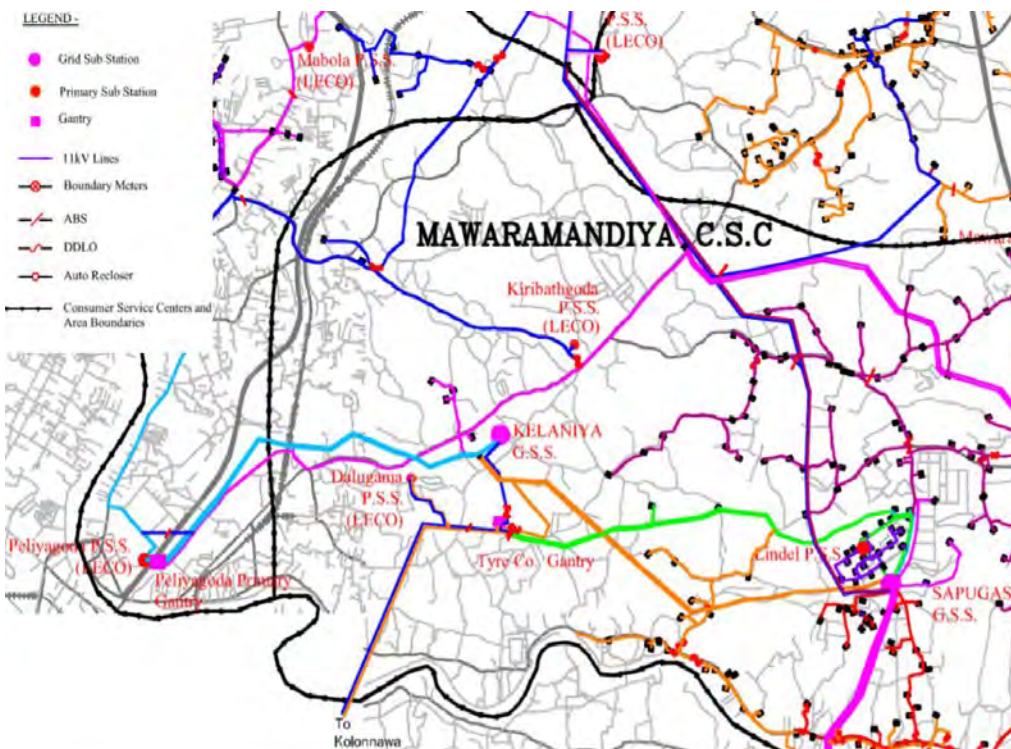 LEGEND -
Grid Sub Station
Primary Sub Station
Gantry
11kV Lines
Boundary Meters
ABS
DDLO
Auto Recloser
Consumer Service Centers and
Area Boundaries
P.S.S.
(LECO)
Mabola P.S.S.
(LECO)
MAWARAMANDIYA C.S.C
Mawara
Kiribathgoda
P.S.S.
(LECO)
KELANIYA
G.S.S.
Dalugama
P.S.S.
(LECO)
Tyre Co. Gantry
Lindel P.S.S.
Peliyagoda P.S.S.
(LECO)
Peliyagoda Primary
Gantry
SAPUGAS
G.S.S.
To
Kolonnawa